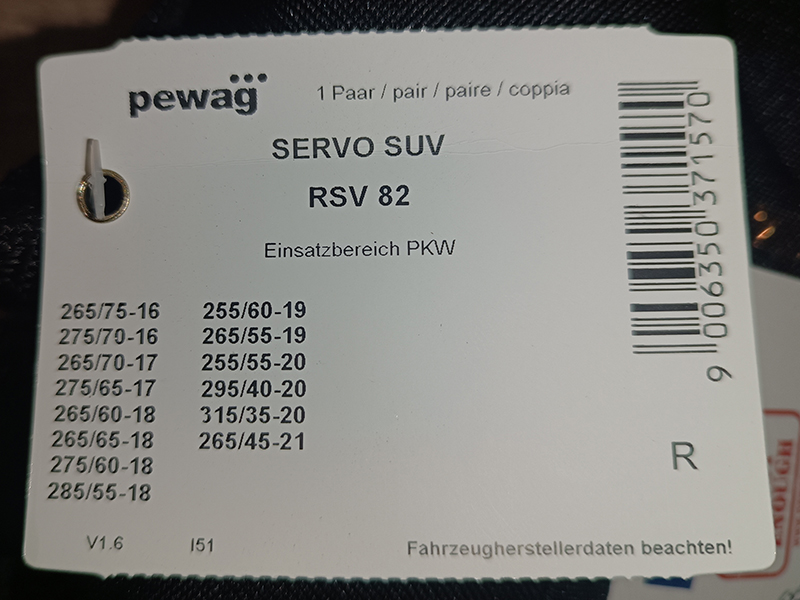 pewag
1 Paar / pair / paire / coppia
SERVO SUV
RSV 82
Einsatzbereich PKW
265/75-16 255/60-19
275/70-16 265/55-19
265/70-17 255/55-20
275/65-17 295/40-20
265/60-18 315/35-20
265/65-18 265/45-21
275/60-18
285/55-18
V1.6 I51
Fahrzeugherstellerdaten beachten!
R
9 006350 371570
ENOUGH